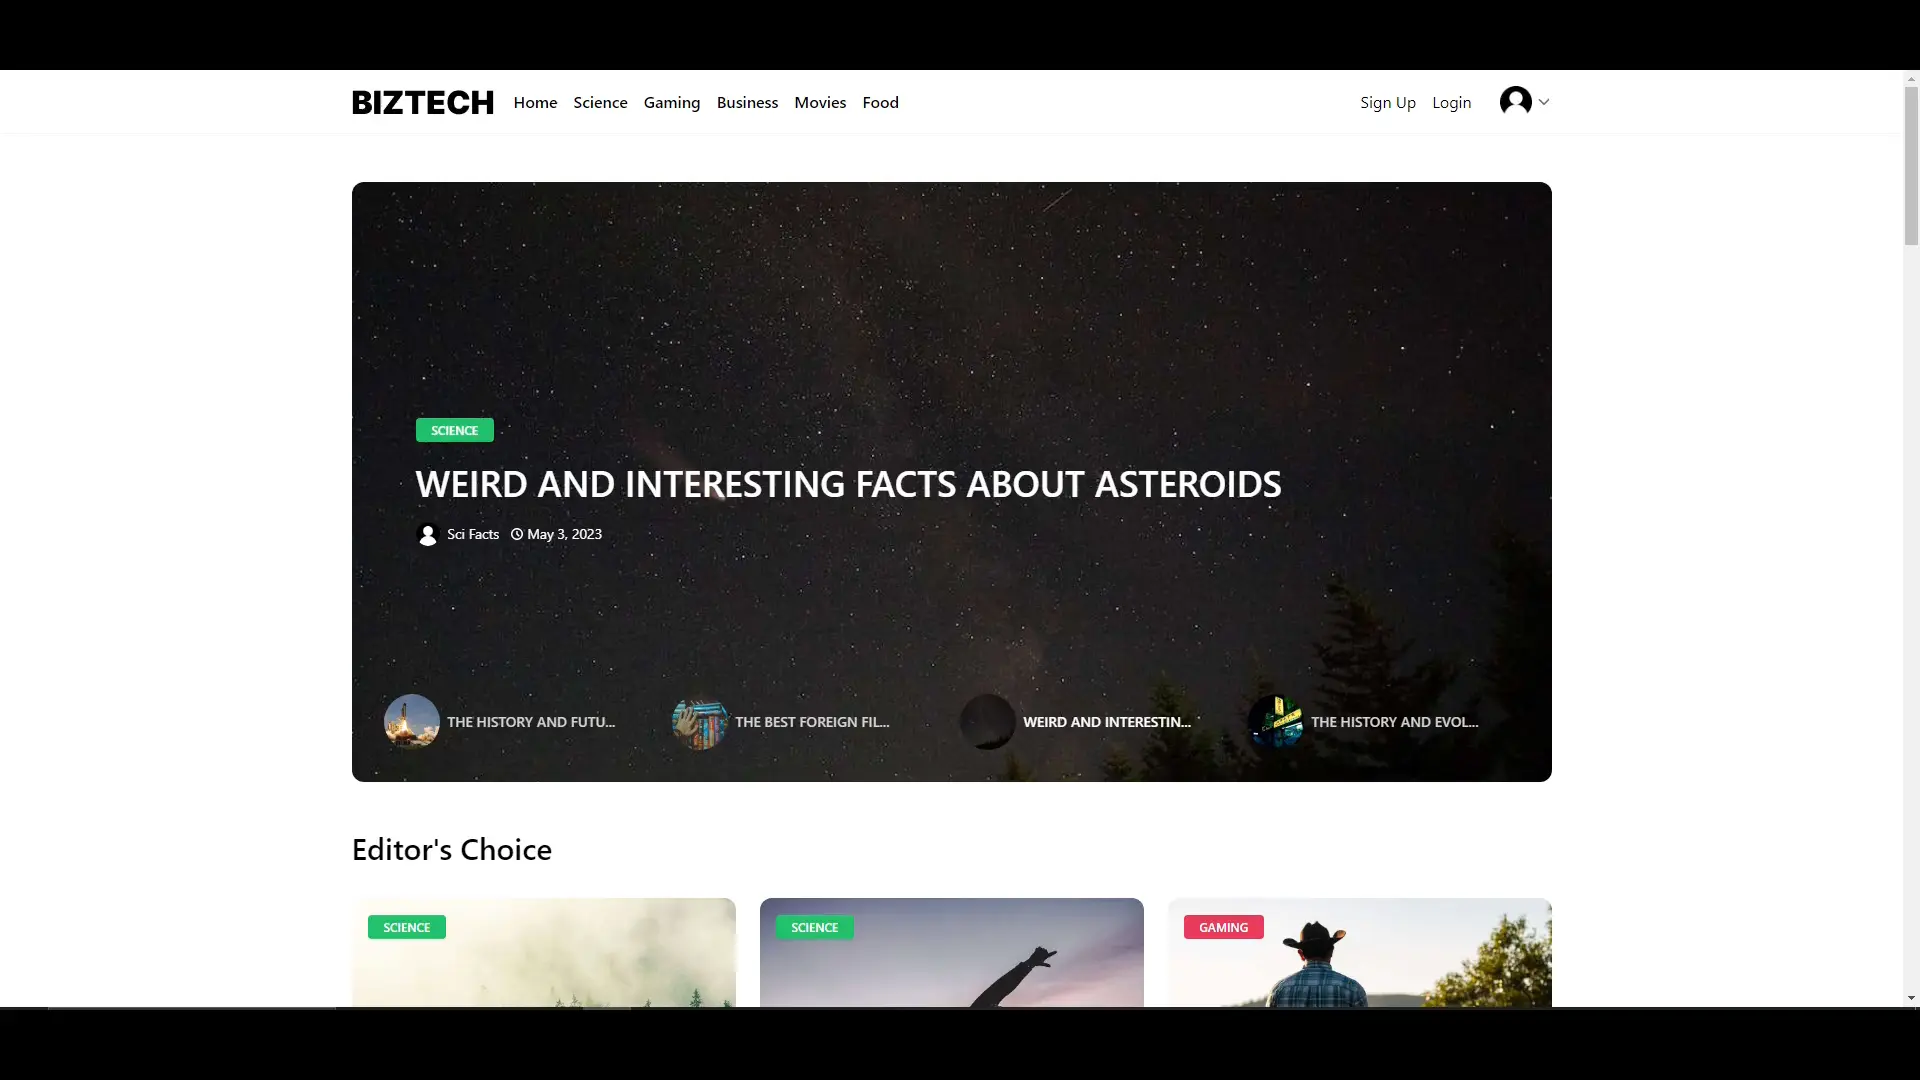 BIZTECH Home Science Gaming Business Movies Food Sign Up Login
SCIENCE
WEIRD AND INTERESTING FACTS ABOUT ASTEROIDS
Sci Facts May 3, 2023
THE HISTORY AND FUTU... THE BEST FOREIGN FIL... WEIRD AND INTERESTIN... THE HISTORY AND EVOL...
Editor's Choice
SCIENCE SCIENCE GAMING